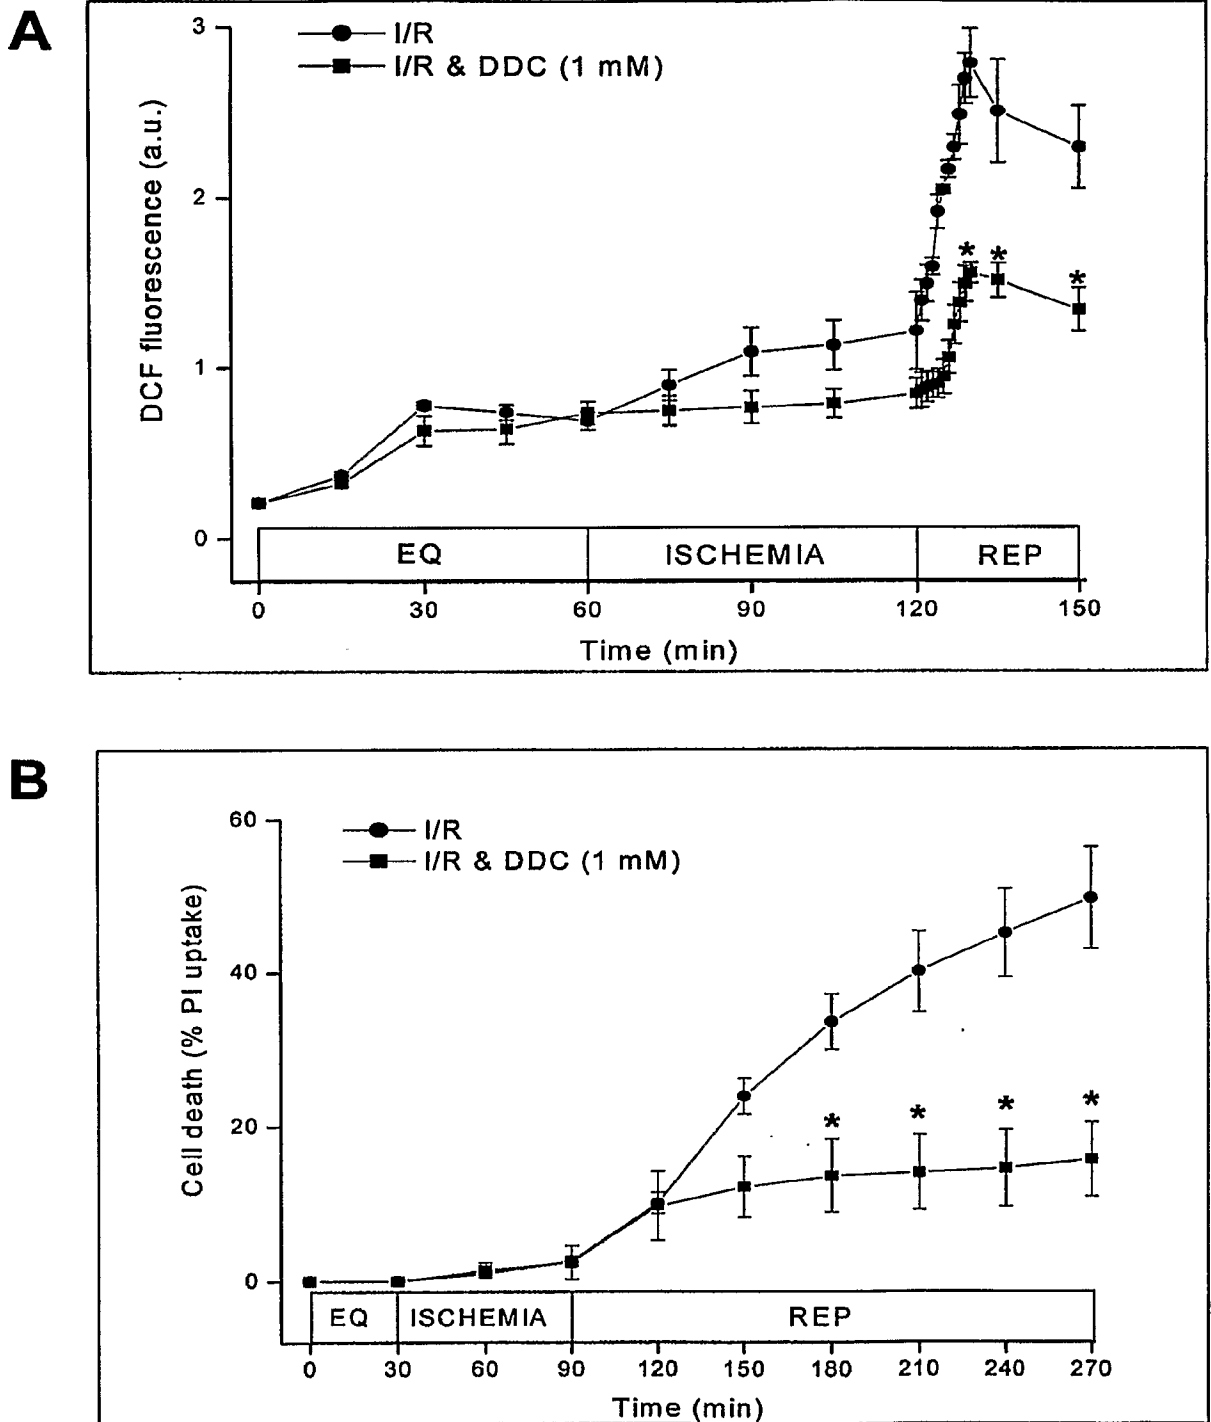 A
3
I/R
I/R & DDC (1 mM)
DCF fluorescence (a.u.)
2
* * *
1
0
EQ ISCHEMIA REP
0 30 60 90 120 150
Time (min)
B
60
I/R
I/R & DDC (1 mM)
Cell death (% PI uptake)
40
20
* * * *
0
EQ ISCHEMIA REP
0 30 60 90 120 150 180 210 240 270
Time (min)